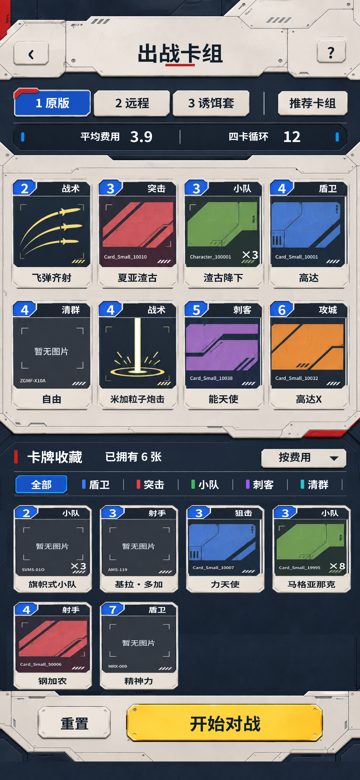 出战卡组
?
1 原版
2 远程
3 诱饵套
推荐卡组
平均费用 3.9
四卡循环 12
2 战术
飞弹齐射
3 突击
Card_Small_10010
夏亚渣古
3 小队
Character_100001 ×3
渣古降下
4 盾卫
Card_Small_10001
高达
4 清群
暂无图片
ZGMF-X10A
自由
4 战术
米加粒子炮击
5 刺客
Card_Small_10038
能天使
6 攻城
Card_Small_10032
高达X
卡牌收藏 已拥有 6 张
按费用
全部
盾卫
突击
小队
刺客
清群
2 小队
暂无图片
SVMS-01O ×3
旗帜式小队
3 射手
暂无图片
AMS-119
基拉·多加
3 狙击
Card_Small_10007
力天使
3 小队
Card_Small_19995 ×8
马格亚那克
4 射手
Card_Small_50006
钢加农
7 盾卫
暂无图片
NRX-000
精神力
重置
开始对战